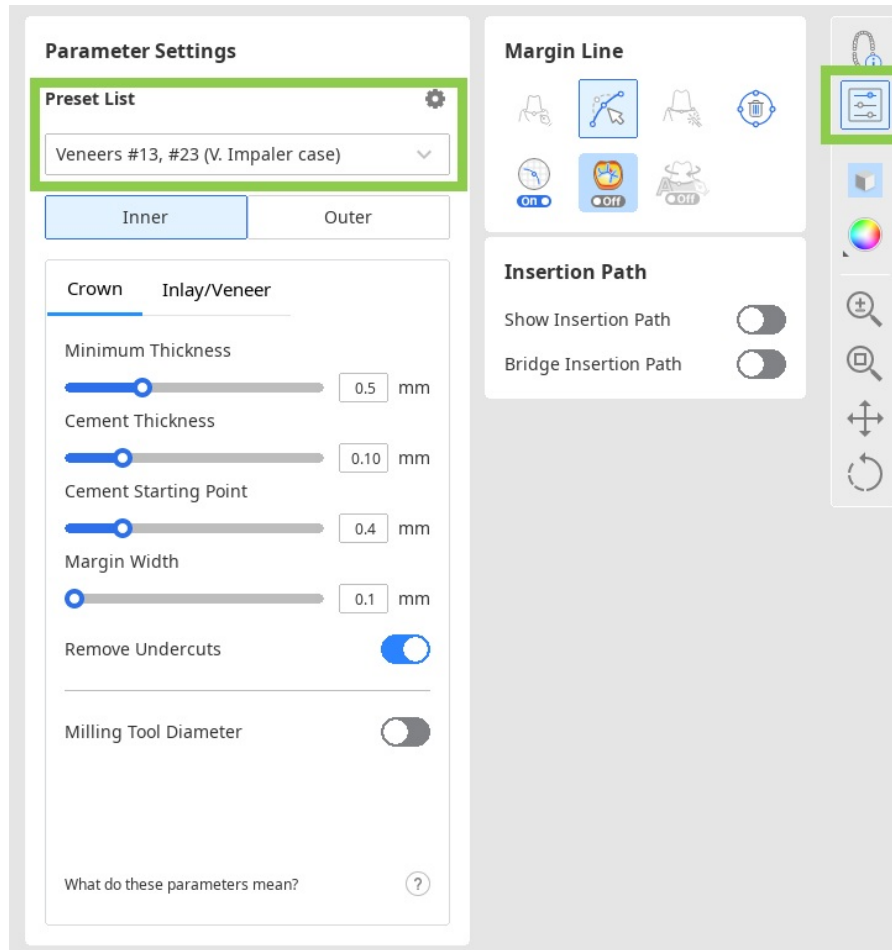 Parameter Settings
Preset List
Veneers #13, #23 (V. Impaler case)
Inner Outer
Crown Inlay/Veneer
Minimum Thickness
0.5 mm
Cement Thickness
0.10 mm
Cement Starting Point
0.4 mm
Margin Width
0.1 mm
Remove Undercuts
Milling Tool Diameter
What do these parameters mean? ?
Margin Line
On Off Off
Insertion Path
Show Insertion Path
Bridge Insertion Path